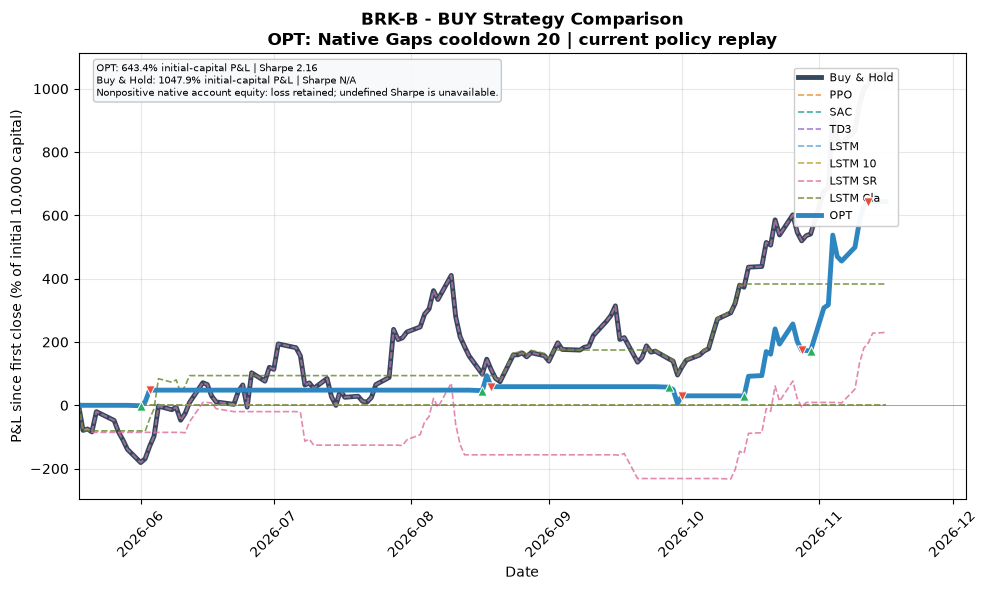 BRK-B - BUY Strategy Comparison
OPT: Native Gaps cooldown 20 | current policy replay
OPT: 643.4% initial-capital P&L | Sharpe 2.16
Buy & Hold: 1047.9% initial-capital P&L | Sharpe N/A
Nonpositive native account equity: loss retained; undefined Sharpe is unavailable.
Buy & Hold
PPO
SAC
TD3
LSTM
LSTM 10
LSTM SR
LSTM Cla
OPT
P&L since first close (% of initial 10,000 capital)
1000
800
600
400
200
0
−200
2026-06
2026-07
2026-08
2026-09
2026-10
2026-11
2026-12
Date